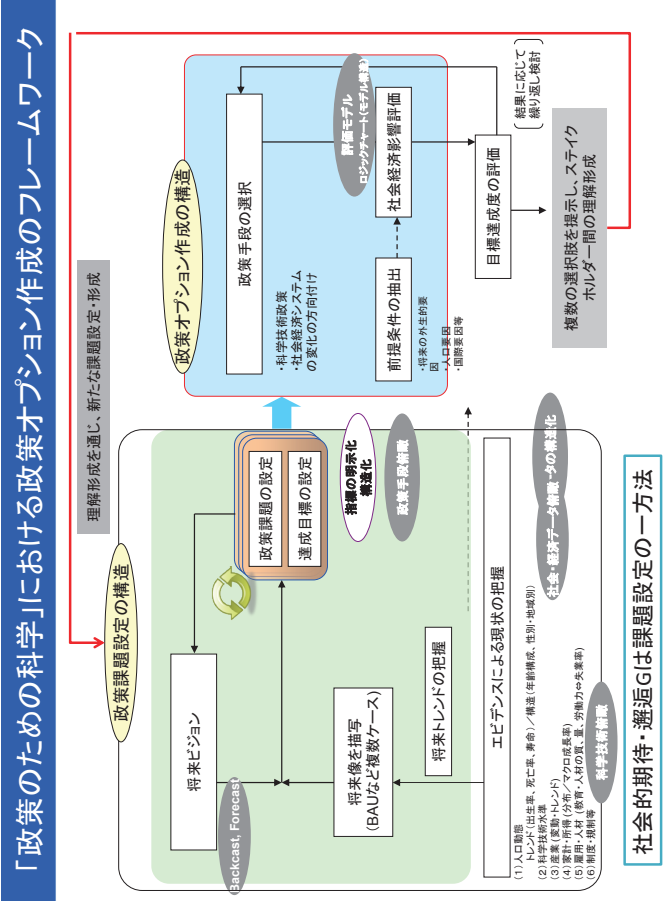 「政策のための科学」における政策オプション作成のフレームワーク
理解形成を通じ、新たな課題設定・形成
政策課題設定の構造
将来ビジョン
Backcast, Forecast
将来像を描写
(BAUなど複数ケース)
将来トレンドの把握
政策課題の設定
達成目標の設定
指標の明示化
構造化
政策手段俯瞰
エビデンスによる現状の把握
(1)人口動態
トレンド(出生率、死亡率、寿命)/構造(年齢構成、性別・地域別)
(2)科学技術水準
(3)産業(変動・トレンド)
(4)家計・所得(分布/マクロ成長率)
(5)雇用・人材(教育・人材の質、量、労働力⇔失業率)
(6)制度・規制等
科学技術俯瞰
社会・経済データ俯瞰
タの構造化
政策オプション作成の構造
政策手段の選択
・科学技術政策
・社会経済システム
の変化の方向付け
評価モデル
ロジックチャート(モデル構造)
前提条件の抽出
・将来の外生的要
因
・人口要因
・国際要因等
社会経済影響評価
目標達成度の評価
結果に応じて
繰り返し検討
複数の選択肢を提示し、ステイク
ホルダー間の理解形成
社会的期待・邂逅Gは課題設定の一方法